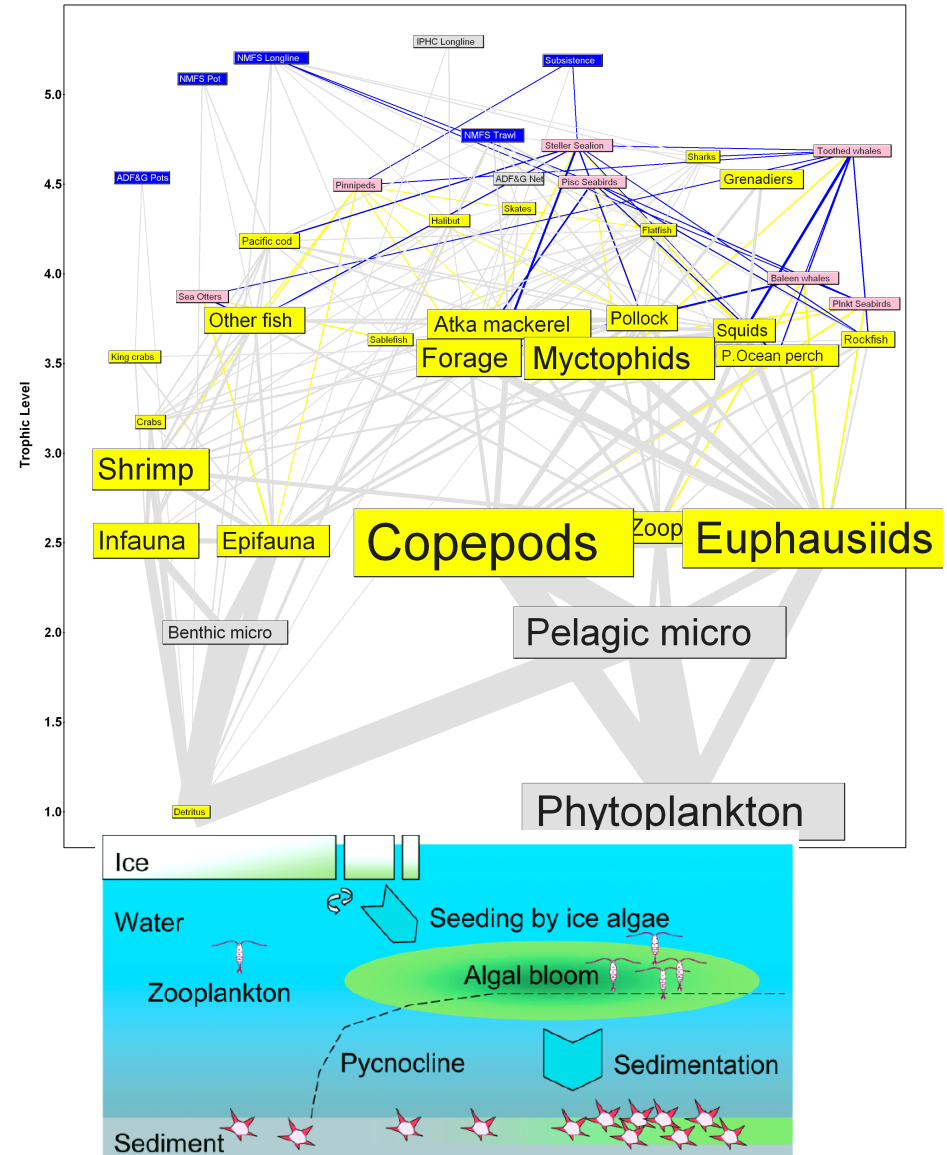 IPHC Longline
NMFS Longline
Subsistence
NMFS Pot
5.0
NMFS Trawl
Steller Sealion
Toothed whales
Sharks
ADF&G Pots
Pinnipeds
ADF&G Net
Pisc Seabirds
Grenadiers
4.5
Skates
Halibut
Flatfish
Pacific cod
4.0
Baleen whales
Sea Otters
Plnkt Seabirds
Other fish
Atka mackerel
Pollock
Squids
Sablefish
Rockfish
King crabs
Forage
Myctophids
P.Ocean perch
3.5
Trophic Level
Crabs
3.0
Shrimp
2.5
Infauna
Epifauna
Copepods
Zoop
Euphausiids
2.0
Benthic micro
Pelagic micro
1.5
1.0
Detritus
Phytoplankton
Ice
Water
Seeding by ice algae
Algal bloom
Zooplankton
Pycnocline
Sedimentation
Sediment